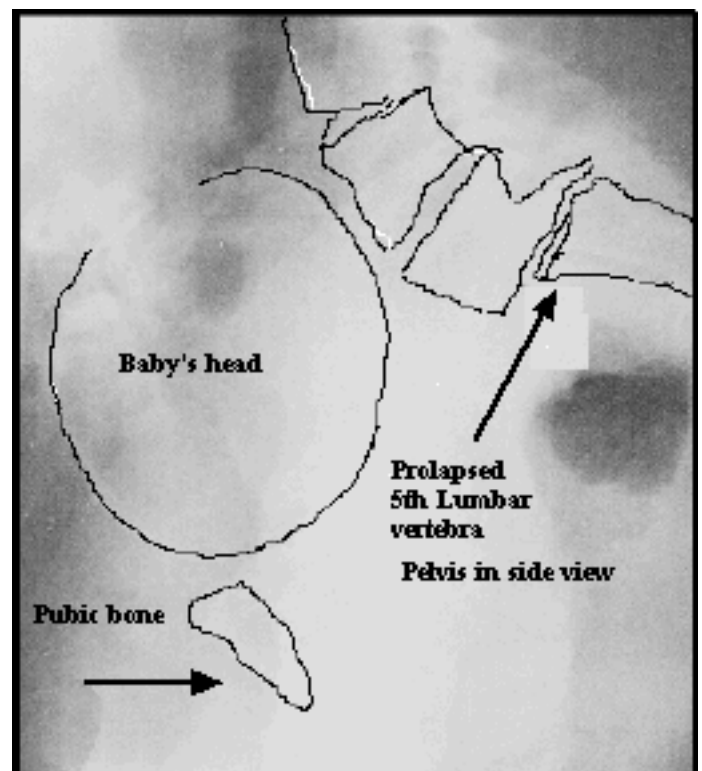 Baby's head
Prolapsed
5th Lumbar
vertebra
Pelvis in side view
Pubic bone